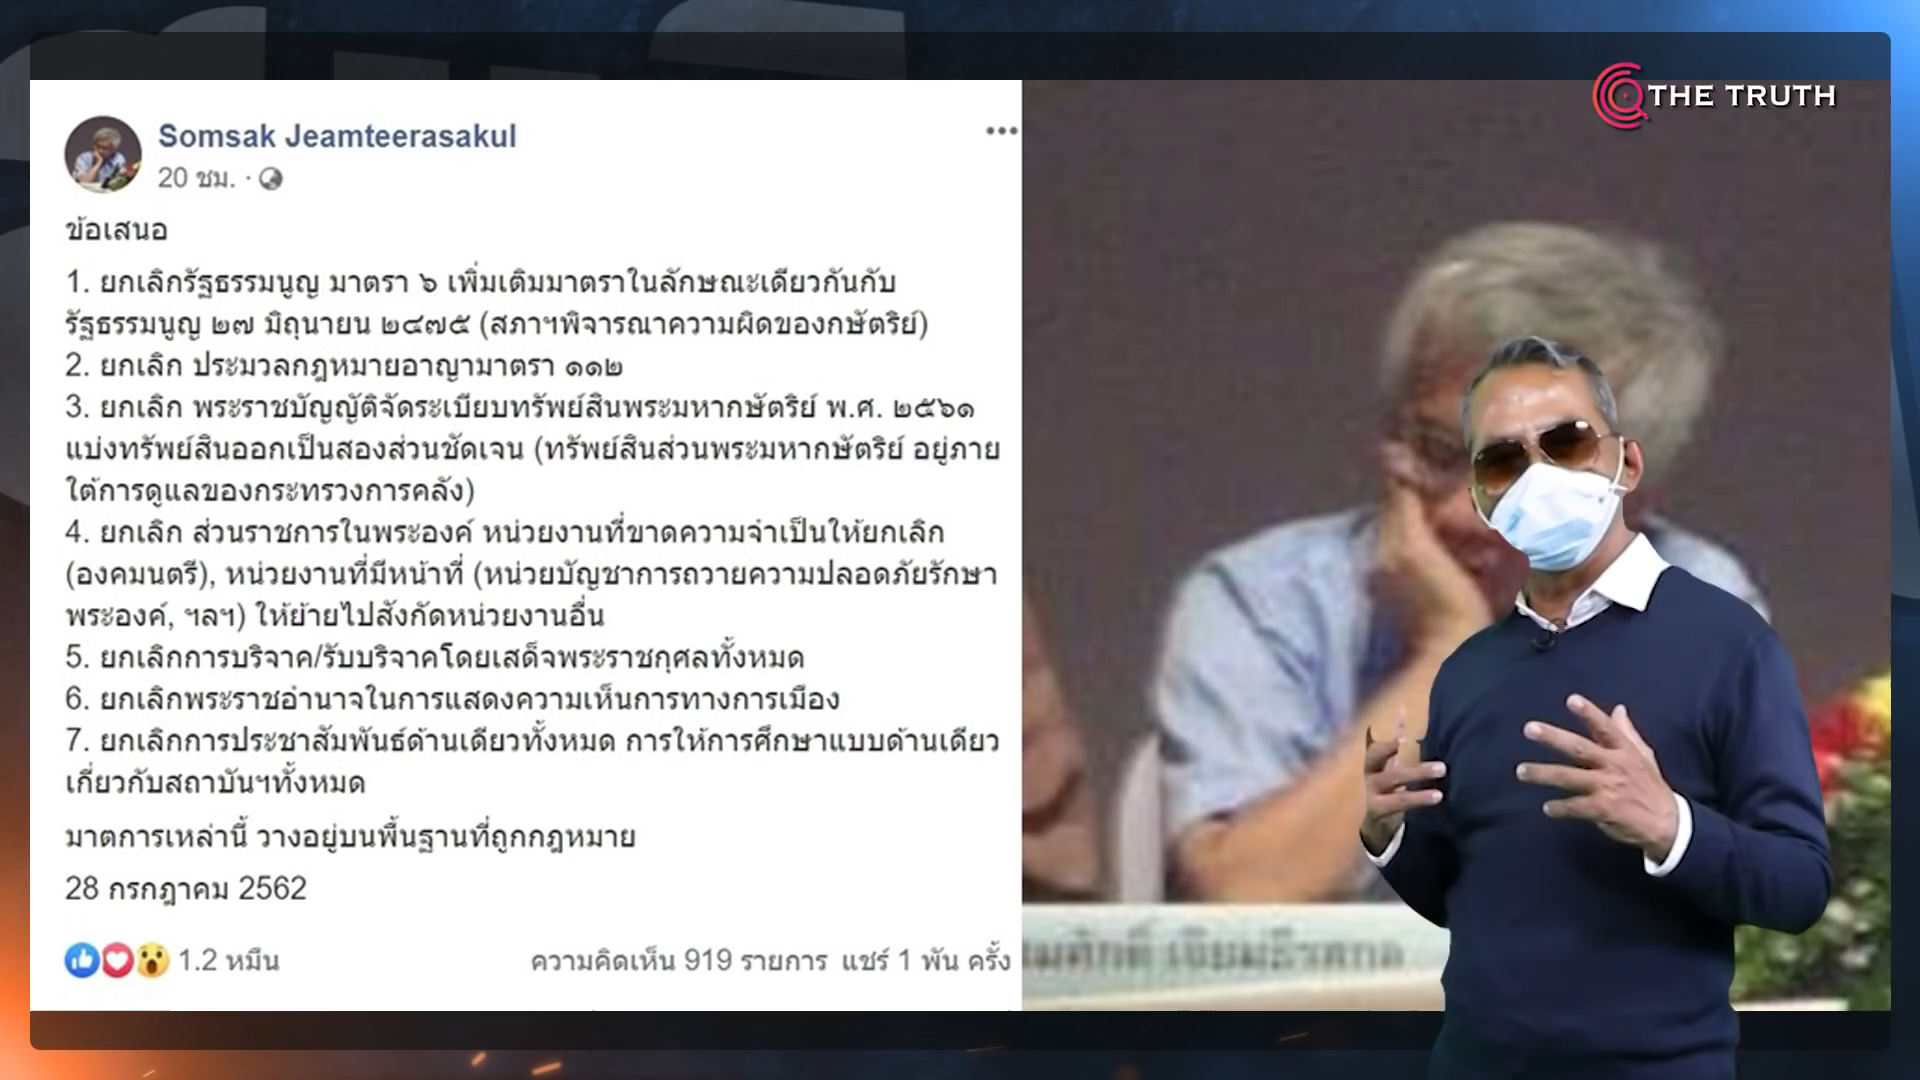 THE TRUTH
Somsak Jeamteerasakul
20 ชม. ·
ข้อเสนอ
1. ยกเลิกรัฐธรรมนูญ มาตรา ๖ เพิ่มเติมมาตราในลักษณะเดียวกันกับ
รัฐธรรมนูญ ๒๗ มิถุนายน ๒๔๗๕ (สภาฯพิจารณาความผิดของกษัตริย์)
2. ยกเลิก ประมวลกฎหมายอาญามาตรา ๑๑๒
3. ยกเลิก พระราชบัญญัติจัดระเบียบทรัพย์สินพระมหากษัตริย์ พ.ศ. ๒๕๖๑
แบ่งทรัพย์สินออกเป็นสองส่วนชัดเจน (ทรัพย์สินส่วนพระมหากษัตริย์ อยู่ภาย
ใต้การดูแลของกระทรวงการคลัง)
4. ยกเลิก ส่วนราชการในพระองค์ หน่วยงานที่ขาดความจำเป็นให้ยกเลิก
(องคมนตรี), หน่วยงานที่มีหน้าที่ (หน่วยบัญชาการถวายความปลอดภัยรักษา
พระองค์, ฯลฯ) ให้ย้ายไปสังกัดหน่วยงานอื่น
5. ยกเลิกการบริจาค/รับบริจาคโดยเสด็จพระราชกุศลทั้งหมด
6. ยกเลิกพระราชอำนาจในการแสดงความเห็นการทางการเมือง
7. ยกเลิกการประชาสัมพันธ์ด้านเดียวทั้งหมด การให้การศึกษาแบบด้านเดียว
เกี่ยวกับสถาบันฯทั้งหมด
มาตการเหล่านี้ วางอยู่บนพื้นฐานที่ถูกกฎหมาย
28 กรกฎาคม 2562
1.2 หมื่น
ความคิดเห็น 919 รายการ แชร์ 1 พัน ครั้ง
มศักดิ์ เจียมธีรสกุล